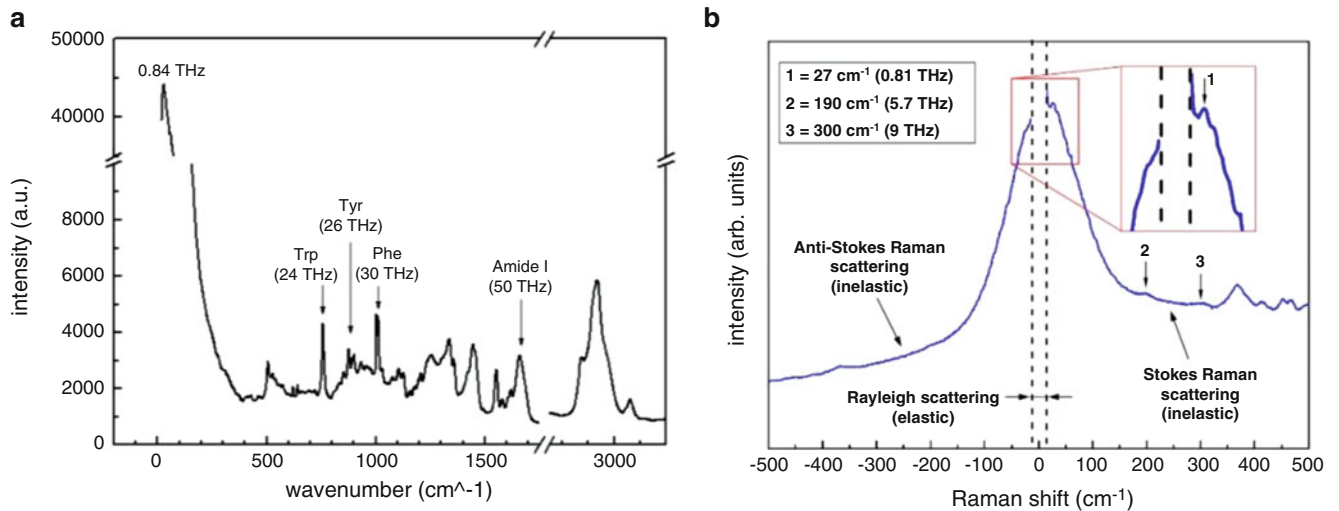 a
50000
40000
8000
6000
4000
2000
0
intensity (a.u.)
0.84 THz
Trp
(24 THz)
Tyr
(26 THz)
Phe
(30 THz)
Amide I
(50 THz)
0
500
1000
1500
3000
wavenumber (cm^-1)
b
intensity (arb. units)
1 = 27 cm⁻¹ (0.81 THz)
2 = 190 cm⁻¹ (5.7 THz)
3 = 300 cm⁻¹ (9 THz)
1
2
3
Anti-Stokes Raman
scattering
(inelastic)
Rayleigh scattering
(elastic)
Stokes Raman
scattering
(inelastic)
-500
-400
-300
-200
-100
0
100
200
300
400
500
Raman shift (cm⁻¹)